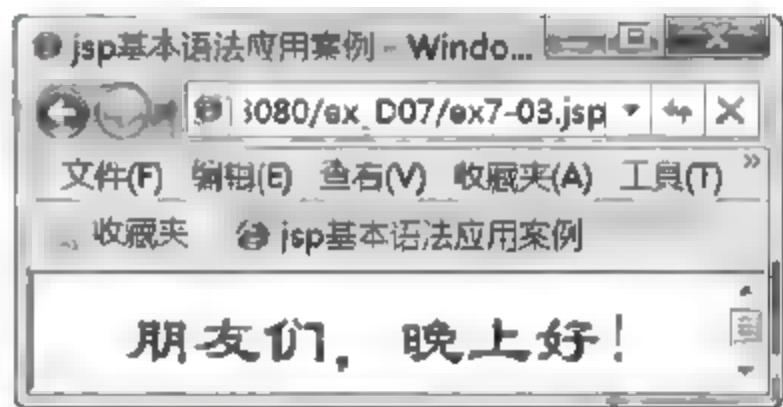 jsp基本语法应用案例 - Windo...
8080/ex_D07/ex7-03.jsp
文件(F) 编辑(E) 查看(V) 收藏夹(A) 工具(T) »
收藏夹 jsp基本语法应用案例
朋友们，晚上好！